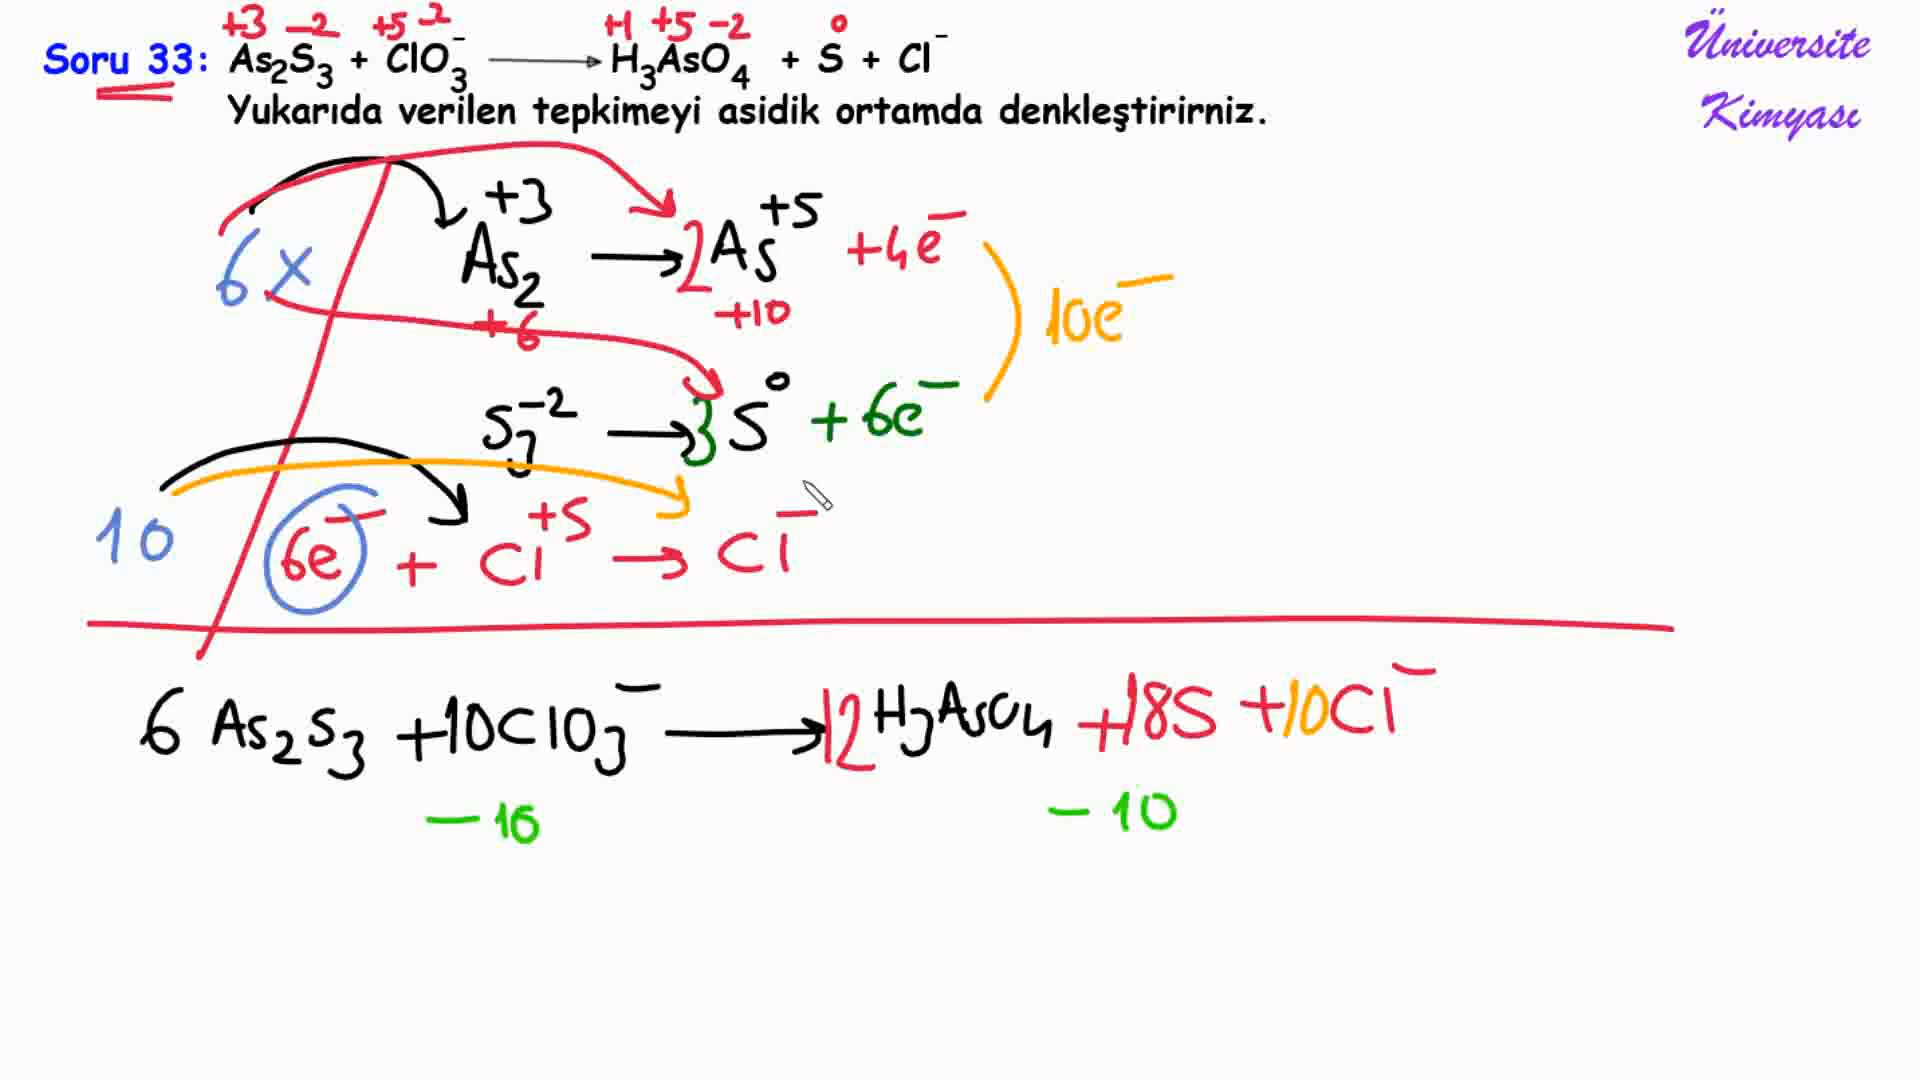 +3 -2 +5 -2 +1 +5 -2 0
Soru 33: As₂S₃ + ClO₃⁻ → H₃AsO₄ + S + Cl⁻
Yukarıda verilen tepkimeyi asidik ortamda denkleştirirniz.
Üniversite
Kimyası
6x As₂⁺³ → 2As⁺⁵ +4e⁻
+6 +10
10e⁻
S₃⁻² → 3S⁰ + 6e⁻
10 6e⁻ + Cl⁺⁵ → Cl⁻
6 As₂S₃ +10ClO₃⁻ → 12H₃AsO₄ +18S +10Cl⁻
-10 -10